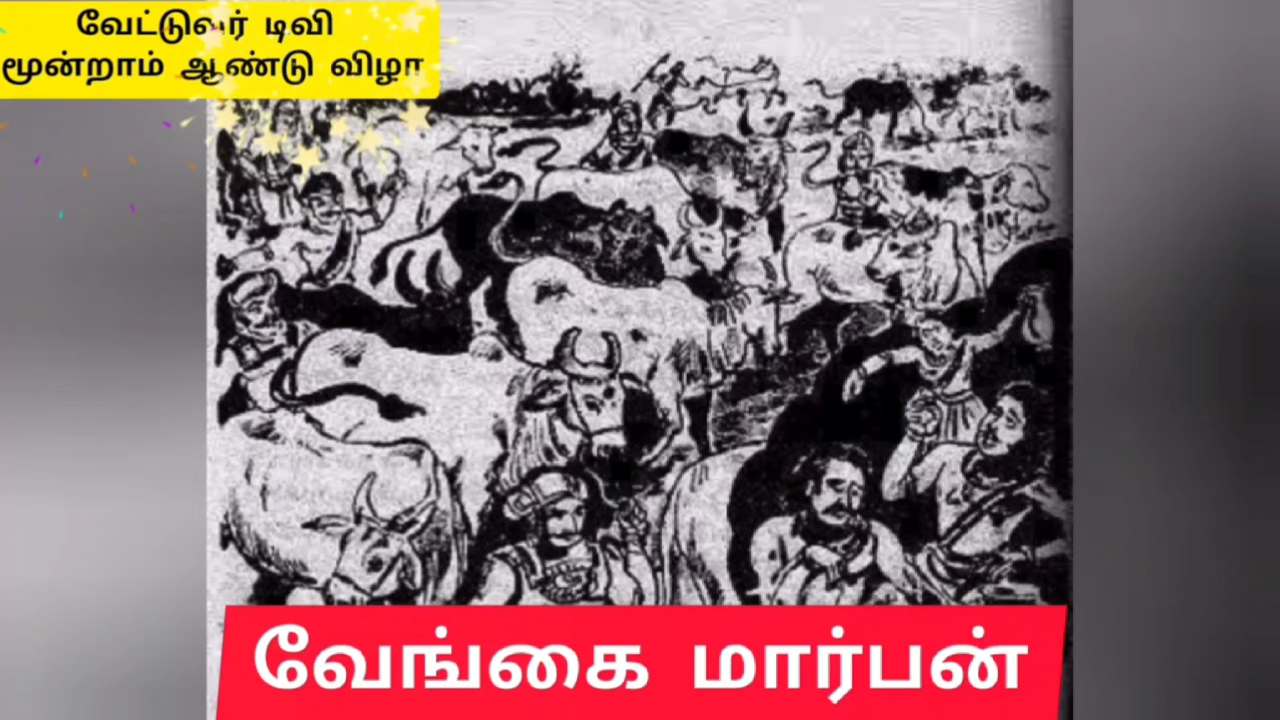 வேட்டுவர் டிவி
மூன்றாம் ஆண்டு விழா
வேங்கை மார்பன்